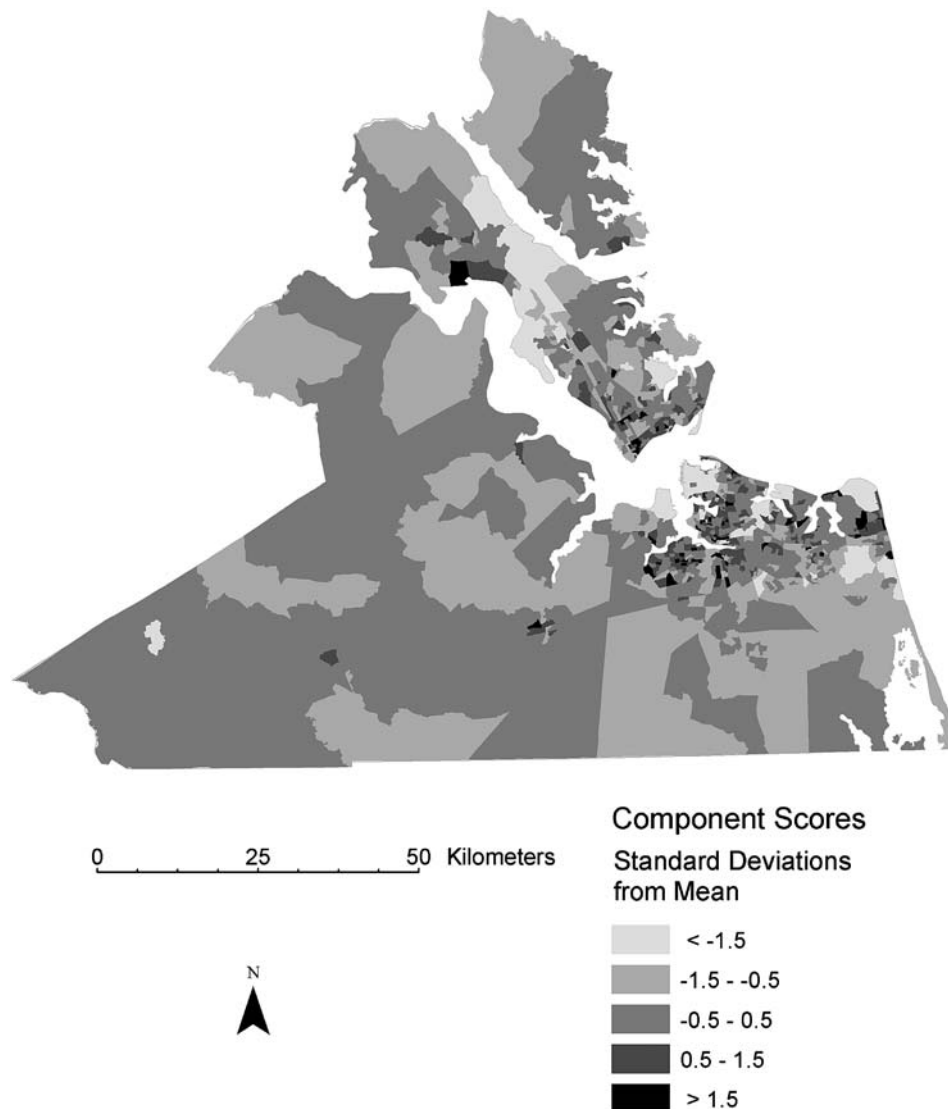 0 25 50 Kilometers
N
Component Scores
Standard Deviations
from Mean
< -1.5
-1.5 - -0.5
-0.5 - 0.5
0.5 - 1.5
> 1.5